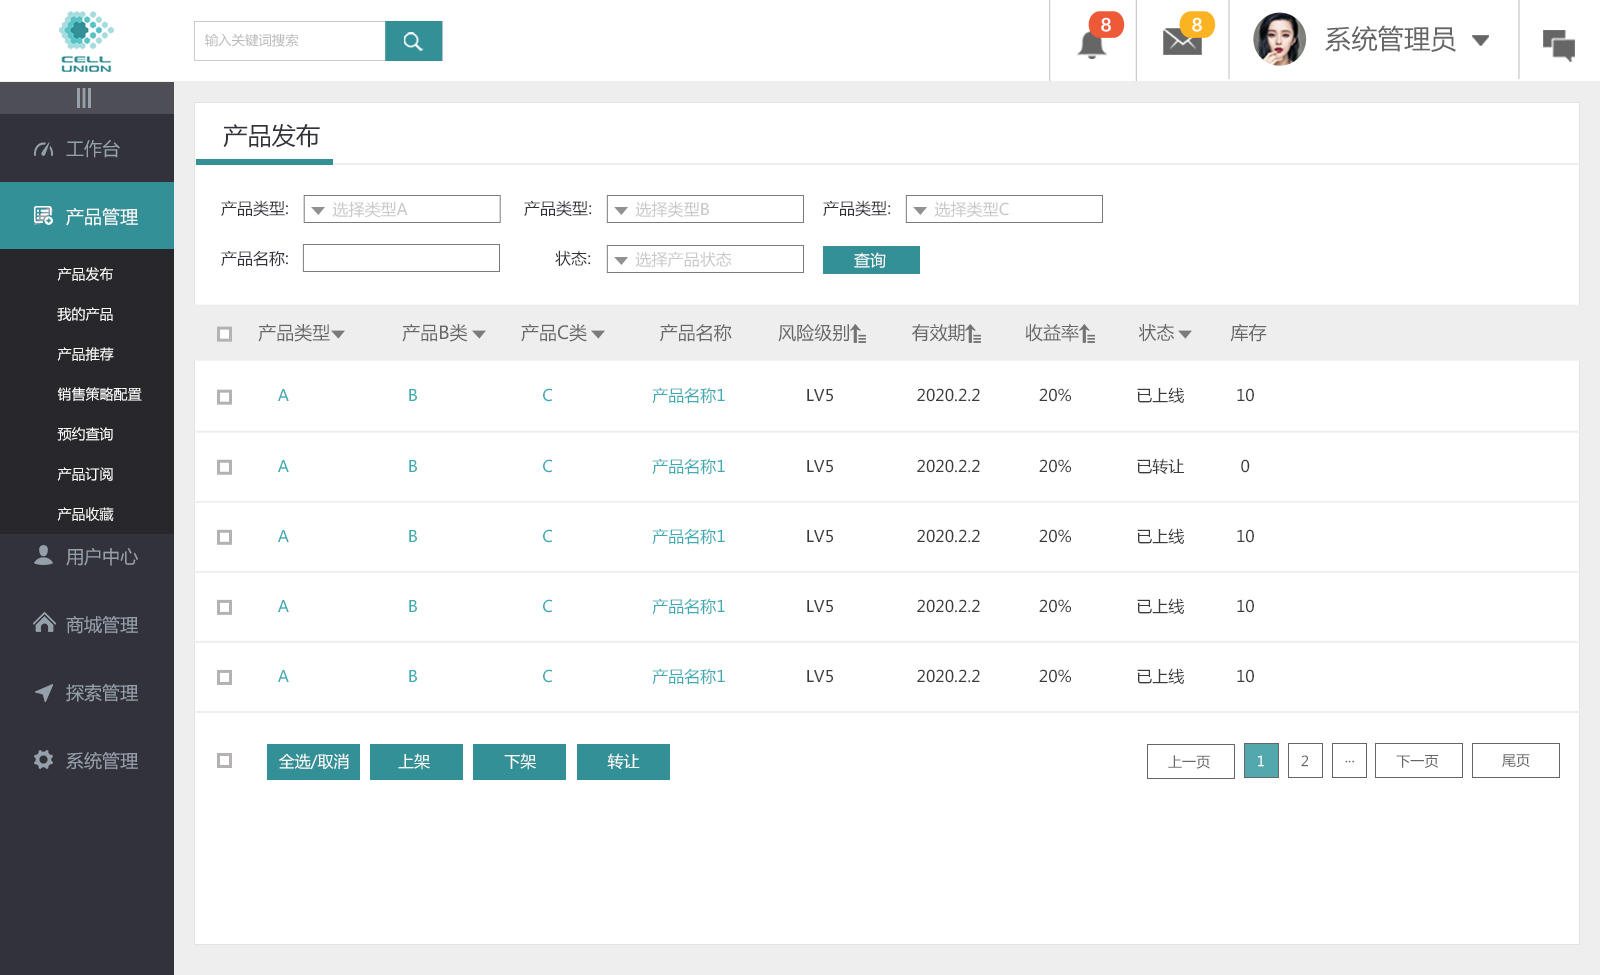 CELL
UNION
输入关键词搜索
8
8
系统管理员
工作台
产品管理
产品发布
我的产品
产品推荐
销售策略配置
预约查询
产品订阅
产品收藏
用户中心
商城管理
探索管理
系统管理
产品发布
产品类型: 选择类型A 产品类型: 选择类型B 产品类型: 选择类型C
产品名称: 状态: 选择产品状态 查询
产品类型 产品B类 产品C类 产品名称 风险级别 有效期 收益率 状态 库存
A B C 产品名称1 LV5 2020.2.2 20% 已上线 10
A B C 产品名称1 LV5 2020.2.2 20% 已转让 0
A B C 产品名称1 LV5 2020.2.2 20% 已上线 10
A B C 产品名称1 LV5 2020.2.2 20% 已上线 10
A B C 产品名称1 LV5 2020.2.2 20% 已上线 10
全选/取消 上架 下架 转让 上一页 1 2 ... 下一页 尾页